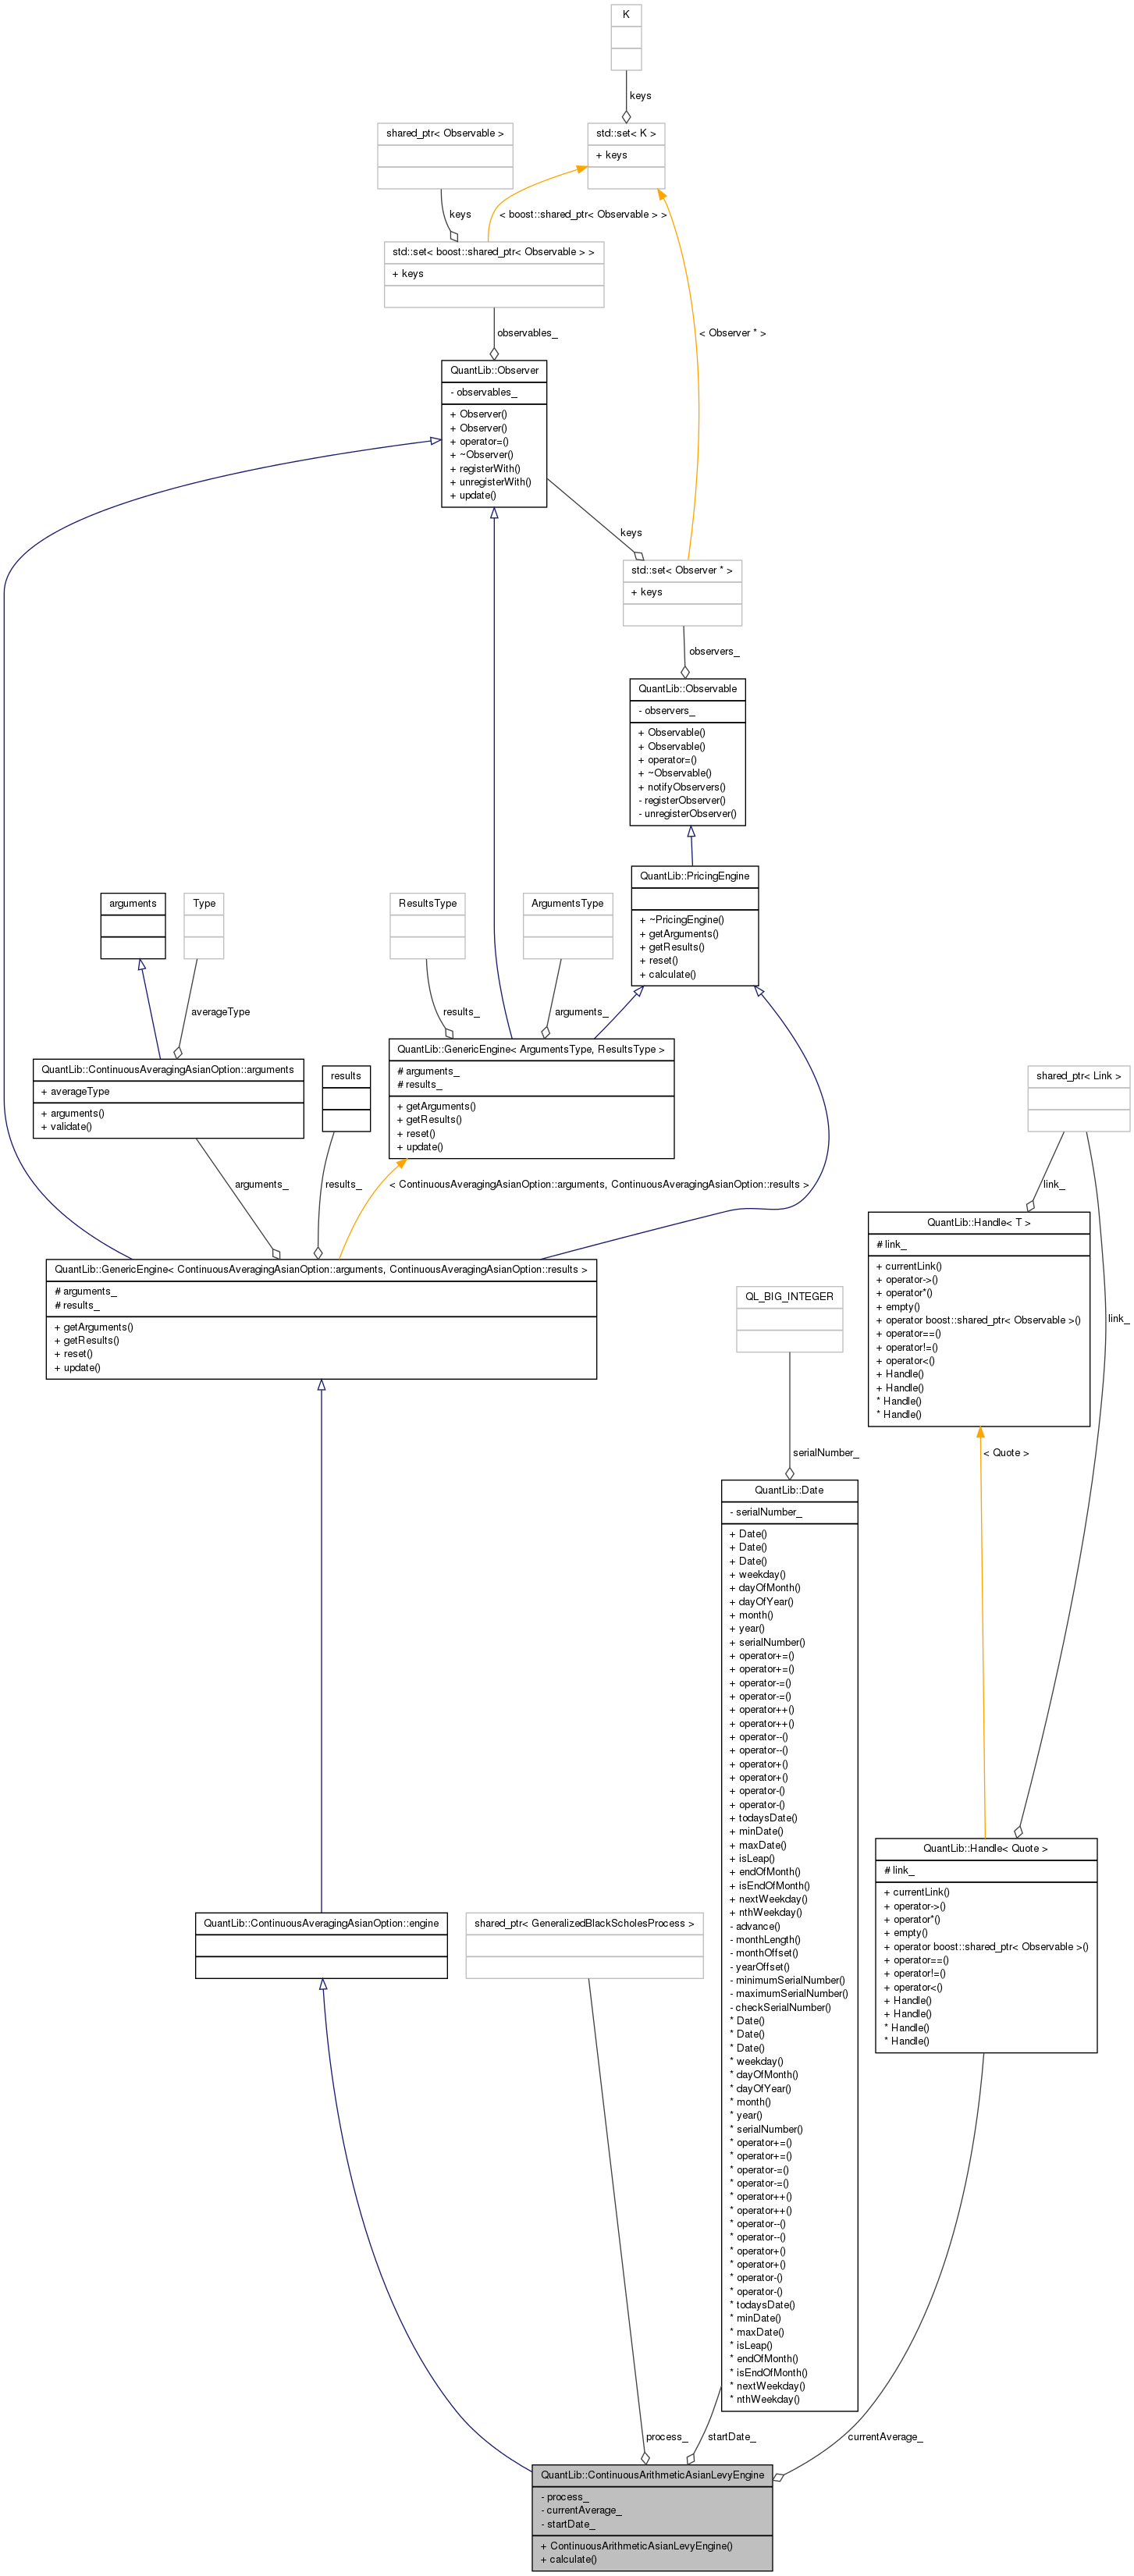 K
keys
shared_ptr< Observable >
std::set< K >
+ keys
keys
< boost::shared_ptr< Observable > >
std::set< boost::shared_ptr< Observable > >
+ keys
observables_
< Observer * >
QuantLib::Observer
- observables_
+ Observer()
+ Observer()
+ operator=()
+ ~Observer()
+ registerWith()
+ unregisterWith()
+ update()
keys
std::set< Observer * >
+ keys
observers_
QuantLib::Observable
- observers_
+ Observable()
+ Observable()
+ operator=()
+ ~Observable()
+ notifyObservers()
- registerObserver()
- unregisterObserver()
QuantLib::PricingEngine
+ ~PricingEngine()
+ getArguments()
+ getResults()
+ reset()
+ calculate()
arguments
Type
ResultsType
ArgumentsType
averageType
results_
arguments_
QuantLib::ContinuousAveragingAsianOption::arguments
+ averageType
+ arguments()
+ validate()
results
QuantLib::GenericEngine< ArgumentsType, ResultsType >
# arguments_
# results_
+ getArguments()
+ getResults()
+ reset()
+ update()
shared_ptr< Link >
arguments_
results_
< ContinuousAveragingAsianOption::arguments, ContinuousAveragingAsianOption::results >
link_
link_
QuantLib::Handle< T >
# link_
+ currentLink()
+ operator->()
+ operator*()
+ empty()
+ operator boost::shared_ptr< Observable >()
+ operator==()
+ operator!=()
+ operator<()
+ Handle()
+ Handle()
* Handle()
* Handle()
QuantLib::GenericEngine< ContinuousAveragingAsianOption::arguments, ContinuousAveragingAsianOption::results >
# arguments_
# results_
+ getArguments()
+ getResults()
+ reset()
+ update()
QL_BIG_INTEGER
serialNumber_
< Quote >
QuantLib::Date
- serialNumber_
+ Date()
+ Date()
+ Date()
+ weekday()
+ dayOfMonth()
+ dayOfYear()
+ month()
+ year()
+ serialNumber()
+ operator+=()
+ operator+=()
+ operator-=()
+ operator-=()
+ operator++()
+ operator++()
+ operator--()
+ operator--()
+ operator+()
+ operator+()
+ operator-()
+ operator-()
+ todaysDate()
+ minDate()
+ maxDate()
+ isLeap()
+ endOfMonth()
+ isEndOfMonth()
+ nextWeekday()
+ nthWeekday()
- advance()
- monthLength()
- monthOffset()
- yearOffset()
- minimumSerialNumber()
- maximumSerialNumber()
- checkSerialNumber()
* Date()
* Date()
* Date()
* weekday()
* dayOfMonth()
* dayOfYear()
* month()
* year()
* serialNumber()
* operator+=()
* operator+=()
* operator-=()
* operator-=()
* operator++()
* operator++()
* operator--()
* operator--()
* operator+()
* operator+()
* operator-()
* operator-()
* todaysDate()
* minDate()
* maxDate()
* isLeap()
* endOfMonth()
* isEndOfMonth()
* nextWeekday()
* nthWeekday()
QuantLib::Handle< Quote >
# link_
+ currentLink()
+ operator->()
+ operator*()
+ empty()
+ operator boost::shared_ptr< Observable >()
+ operator==()
+ operator!=()
+ operator<()
+ Handle()
+ Handle()
* Handle()
* Handle()
QuantLib::ContinuousAveragingAsianOption::engine
shared_ptr< GeneralizedBlackScholesProcess >
process_
startDate_
currentAverage_
QuantLib::ContinuousArithmeticAsianLevyEngine
- process_
- currentAverage_
- startDate_
+ ContinuousArithmeticAsianLevyEngine()
+ calculate()